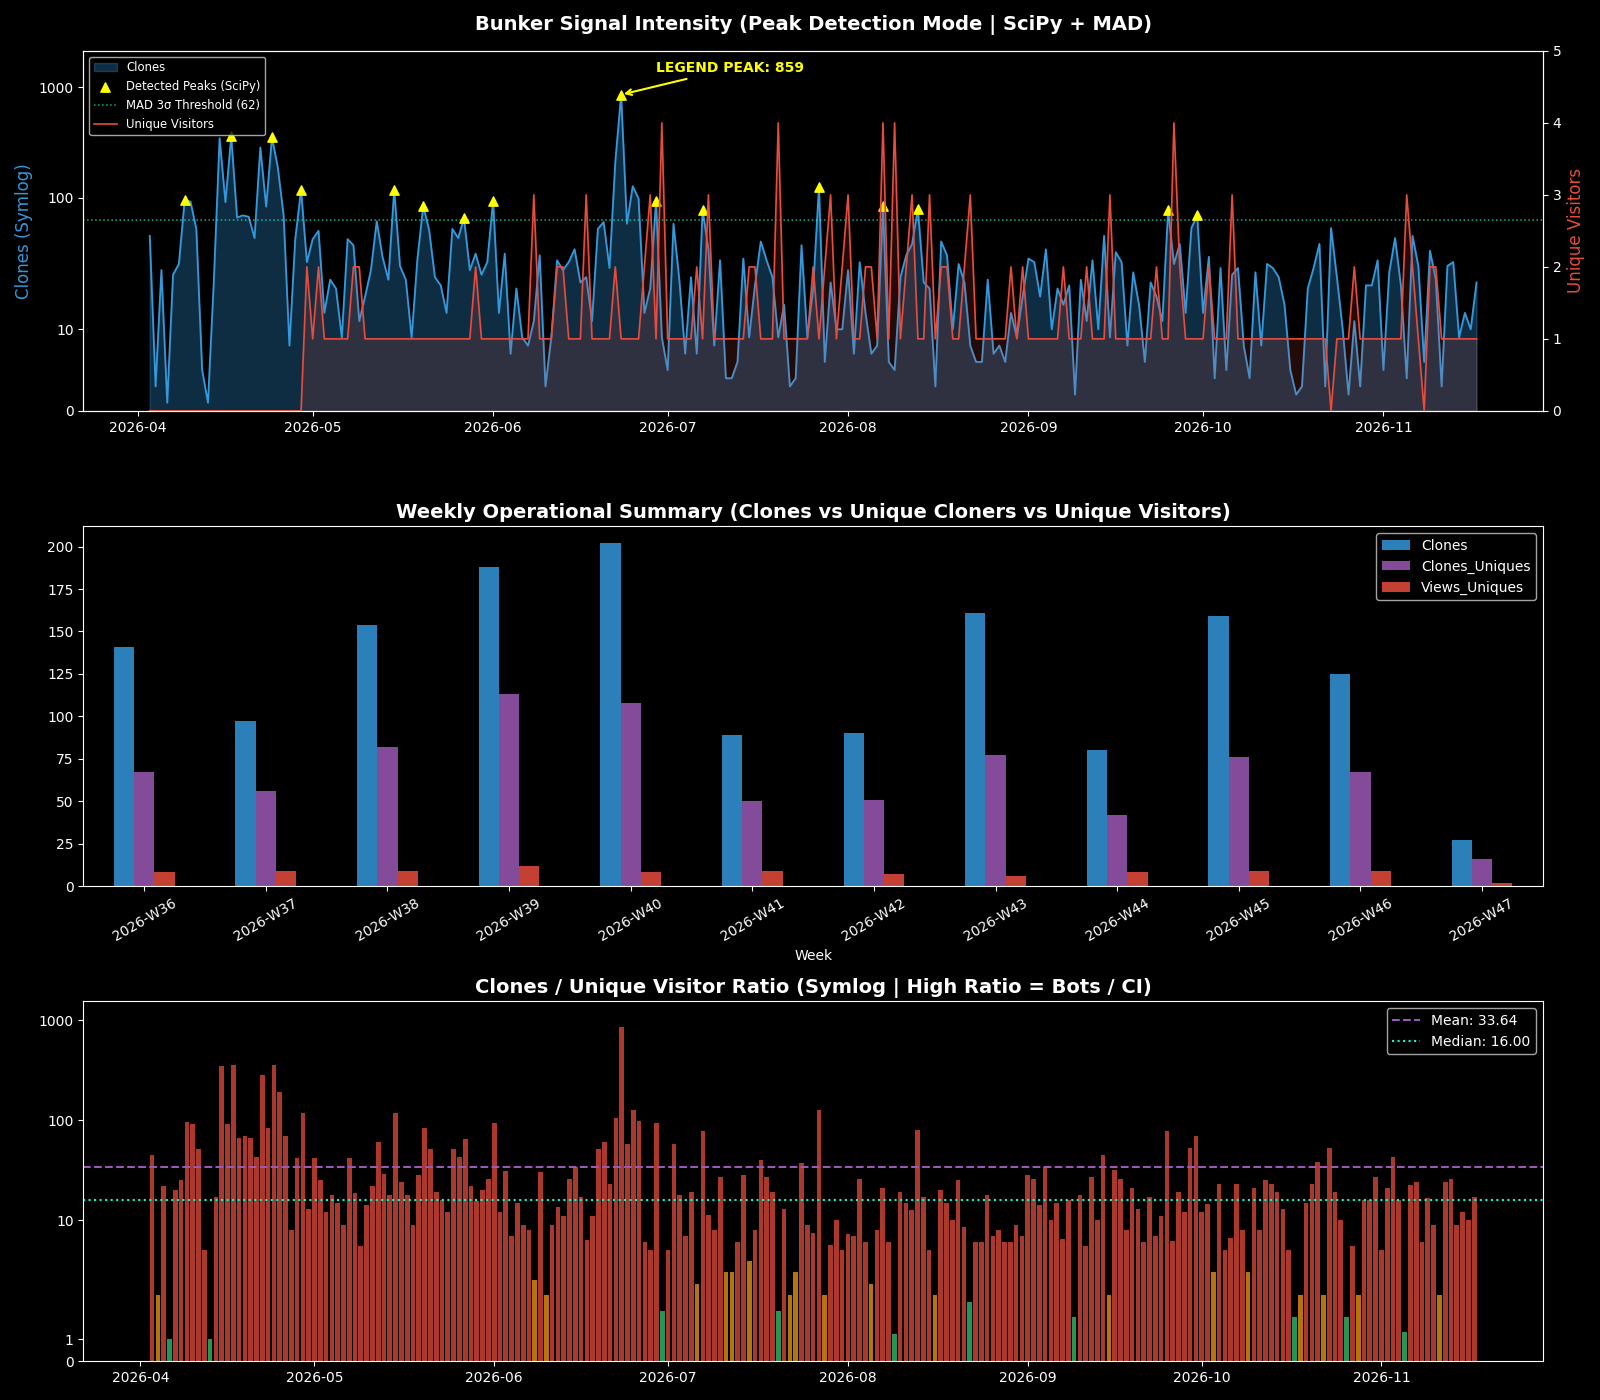 Bunker Signal Intensity (Peak Detection Mode | SciPy + MAD)
Clones
Detected Peaks (SciPy)
MAD 3σ Threshold (62)
Unique Visitors
LEGEND PEAK: 859
Clones (Symlog)
1000
100
10
0
Unique Visitors
5
4
3
2
1
0
2026-04 2026-05 2026-06 2026-07 2026-08 2026-09 2026-10 2026-11
Weekly Operational Summary (Clones vs Unique Cloners vs Unique Visitors)
Clones
Clones_Uniques
Views_Uniques
200
175
150
125
100
75
50
25
0
2026-W36 2026-W37 2026-W38 2026-W39 2026-W40 2026-W41 2026-W42 2026-W43 2026-W44 2026-W45 2026-W46 2026-W47
Week
Clones / Unique Visitor Ratio (Symlog | High Ratio = Bots / CI)
Mean: 33.64
Median: 16.00
1000
100
10
1
0
2026-04 2026-05 2026-06 2026-07 2026-08 2026-09 2026-10 2026-11